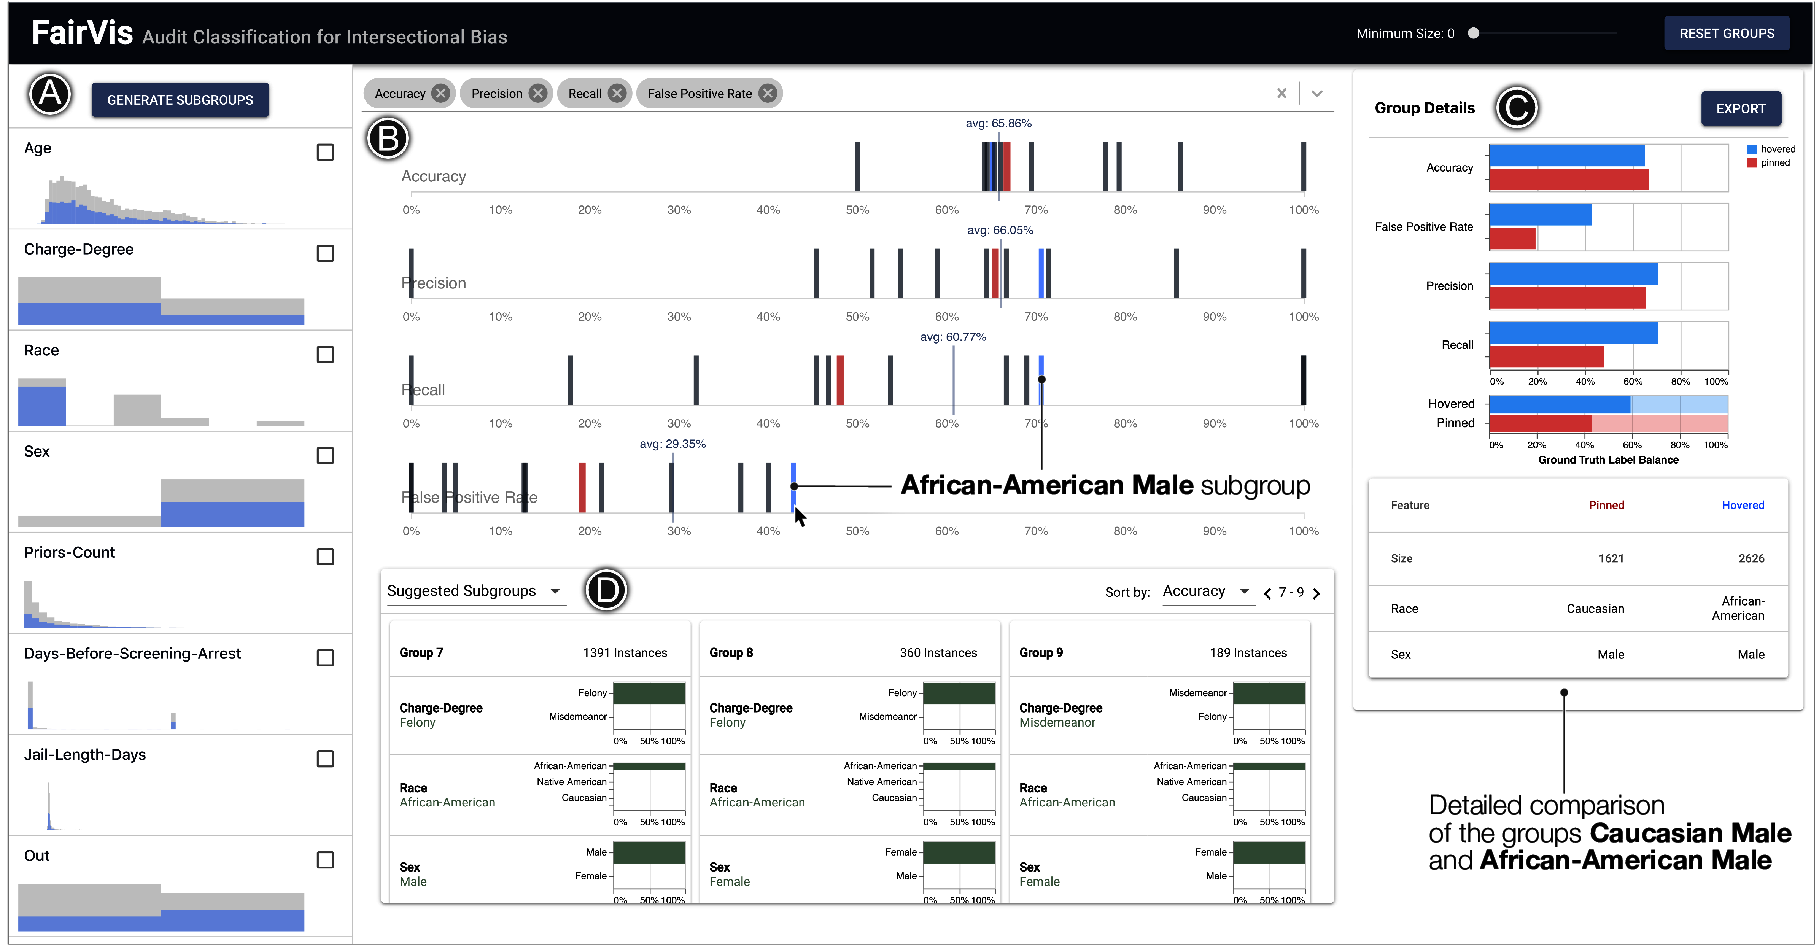 FairVis Audit Classification for Intersectional Bias
Minimum Size: 0
RESET GROUPS
A
GENERATE SUBGROUPS
Age
Charge-Degree
Race
Sex
Priors-Count
Days-Before-Screening-Arrest
Jail-Length-Days
Out
Accuracy
Precision
Recall
False Positive Rate
B
avg: 65.86%
Accuracy
0% 10% 20% 30% 40% 50% 60% 70% 80% 90% 100%
avg: 66.05%
Precision
0% 10% 20% 30% 40% 50% 60% 70% 80% 90% 100%
avg: 60.77%
Recall
0% 10% 20% 30% 40% 50% 60% 70% 80% 90% 100%
avg: 29.35%
False Positive Rate
0% 10% 20% 30% 40% 50% 60% 70% 80% 90% 100%
African-American Male subgroup
Suggested Subgroups
D
Sort by: Accuracy
7 - 9
Group 7 1391 Instances
Charge-Degree
Felony
Felony
Misdemeanor
0% 50% 100%
Race
African-American
African-American
Native American
Caucasian
0% 50% 100%
Sex
Male
Male
Female
0% 50% 100%
Group 8 360 Instances
Charge-Degree
Felony
Felony
Misdemeanor
0% 50% 100%
Race
African-American
African-American
Native American
Caucasian
0% 50% 100%
Sex
Female
Female
Male
0% 50% 100%
Group 9 189 Instances
Charge-Degree
Misdemeanor
Misdemeanor
Felony
0% 50% 100%
Race
African-American
African-American
Native American
Caucasian
0% 50% 100%
Sex
Female
Female
Male
0% 50% 100%
Group Details
C
EXPORT
hovered
pinned
Accuracy
False Positive Rate
Precision
Recall
0% 20% 40% 60% 80% 100%
Hovered
Pinned
0% 20% 40% 60% 80% 100%
Ground Truth Label Balance
Feature Pinned Hovered
Size 1621 2626
Race Caucasian African-
American
Sex Male Male
Detailed comparison
of the groups Caucasian Male
and African-American Male